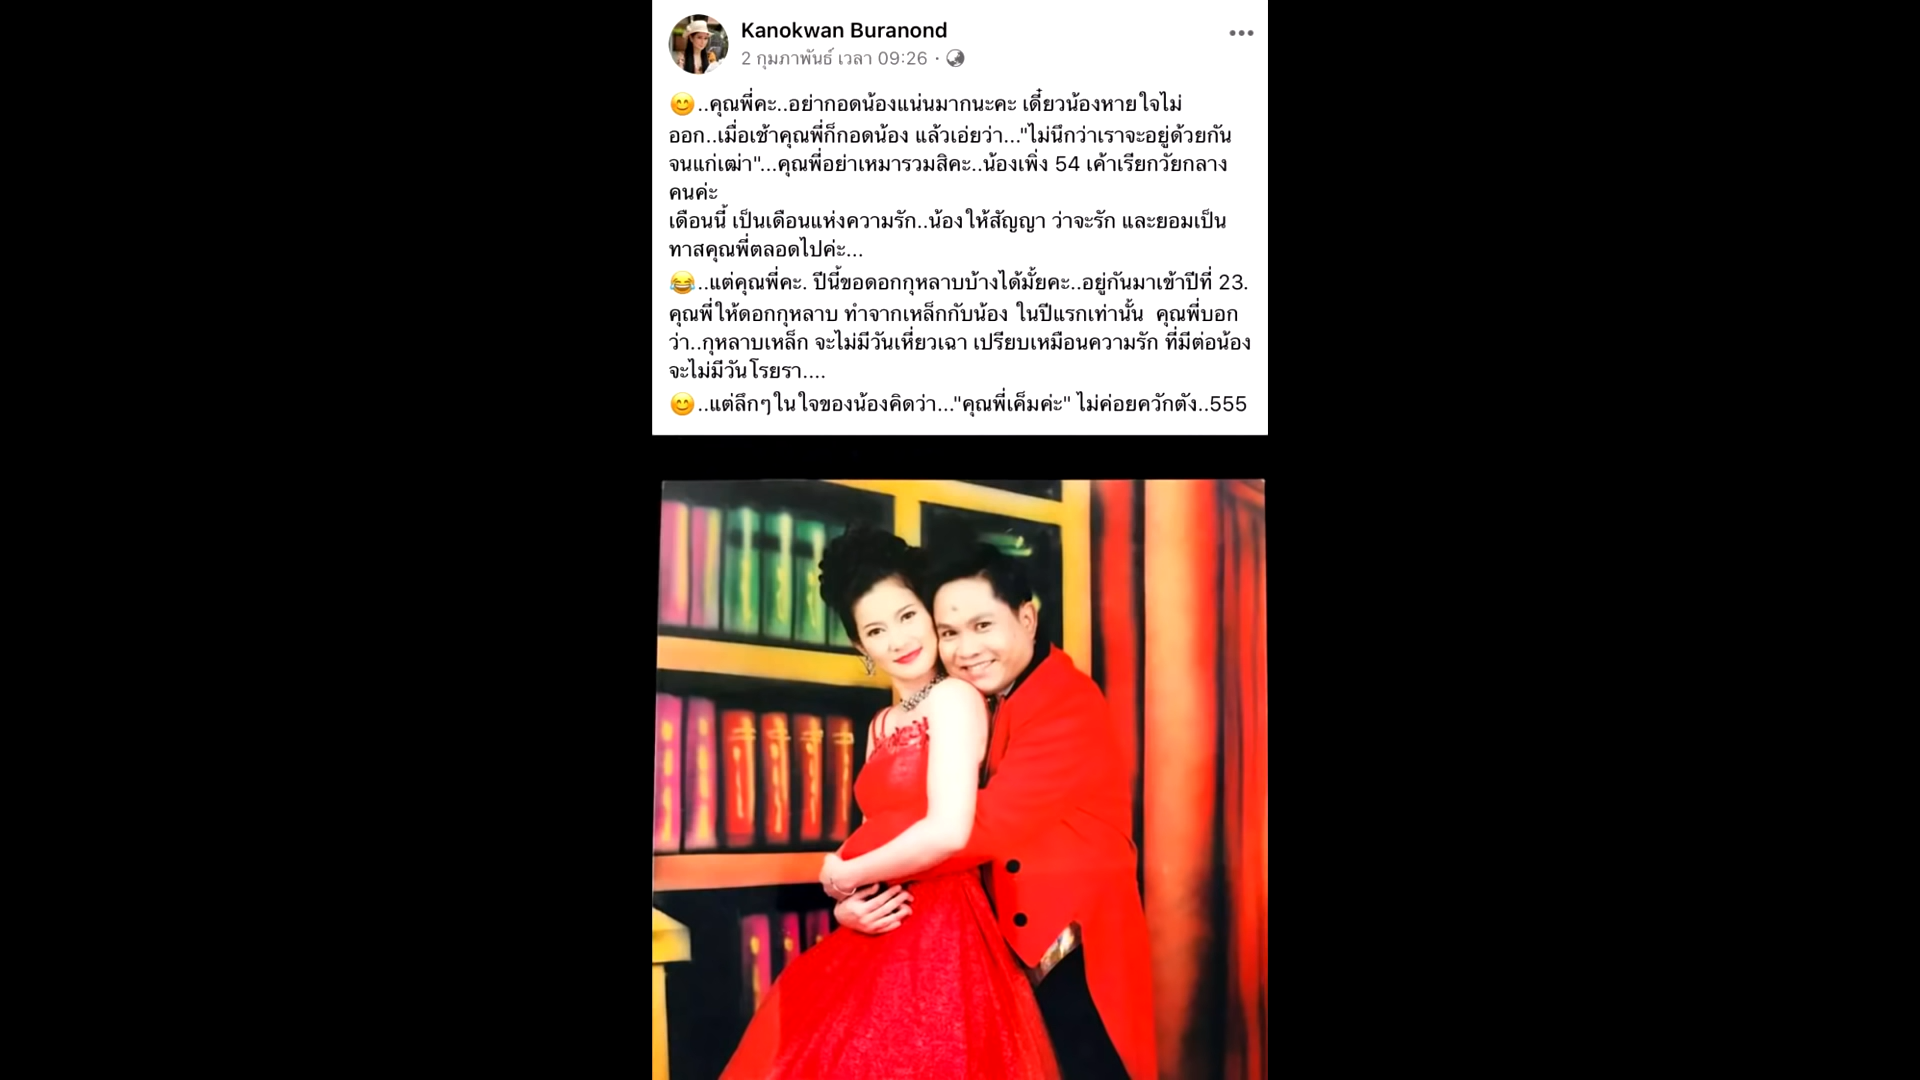 Kanokwan Buranond
2 กุมภาพันธ์ เวลา 09:26 ·
😊..คุณพี่คะ..อย่ากอดน้องแน่นมากนะคะ เดี๋ยวน้องหายใจไม่
ออก..เมื่อเช้าคุณพี่ก็กอดน้อง แล้วเอ่ยว่า..."ไม่นึกว่าเราจะอยู่ด้วยกัน
จนแก่เฒ่า"...คุณพี่อย่าเหมารวมสิคะ..น้องเพิ่ง 54 เค้าเรียกวัยกลาง
คนค่ะ
เดือนนี้ เป็นเดือนแห่งความรัก..น้องให้สัญญา ว่าจะรัก และยอมเป็น
ทาสคุณพี่ตลอดไปค่ะ...
😂..แต่คุณพี่คะ. ปีนี้ขอดอกกุหลาบบ้างได้มั้ยคะ..อยู่กันมาเข้าปีที่ 23.
คุณพี่ให้ดอกกุหลาบ ทำจากเหล็กกับน้อง ในปีแรกเท่านั้น  คุณพี่บอก
ว่า..กุหลาบเหล็ก จะไม่มีวันเหี่ยวเฉา เปรียบเหมือนความรัก ที่มีต่อน้อง
จะไม่มีวันโรยรา....
😊..แต่ลึกๆในใจของน้องคิดว่า..."คุณพี่เค็มค่ะ" ไม่ค่อยควักตัง..555